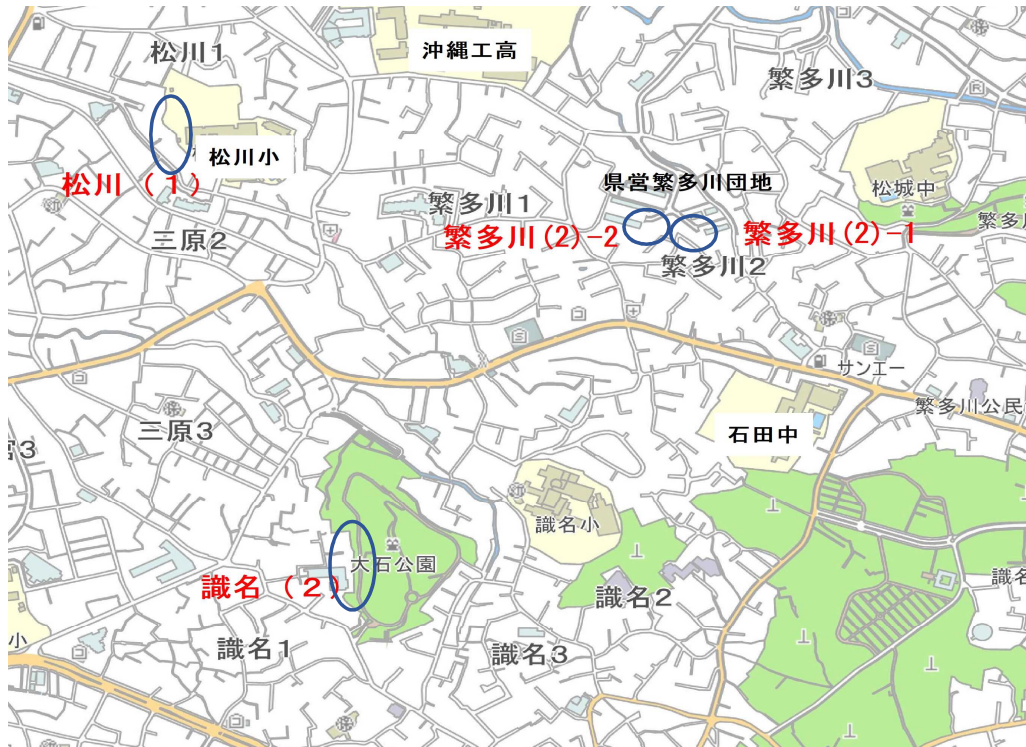 松川1
沖縄工高
繁多川3
松川小
松川（１）
県営繁多川団地
松城中
繁多川1
三原2
繁多川(2)-2
繁多川(2)-1
繁多川2
サンエー
繁多川公民
三原3
石田中
識名小
大石公園
識名（２）
識名2
識名1
識名3